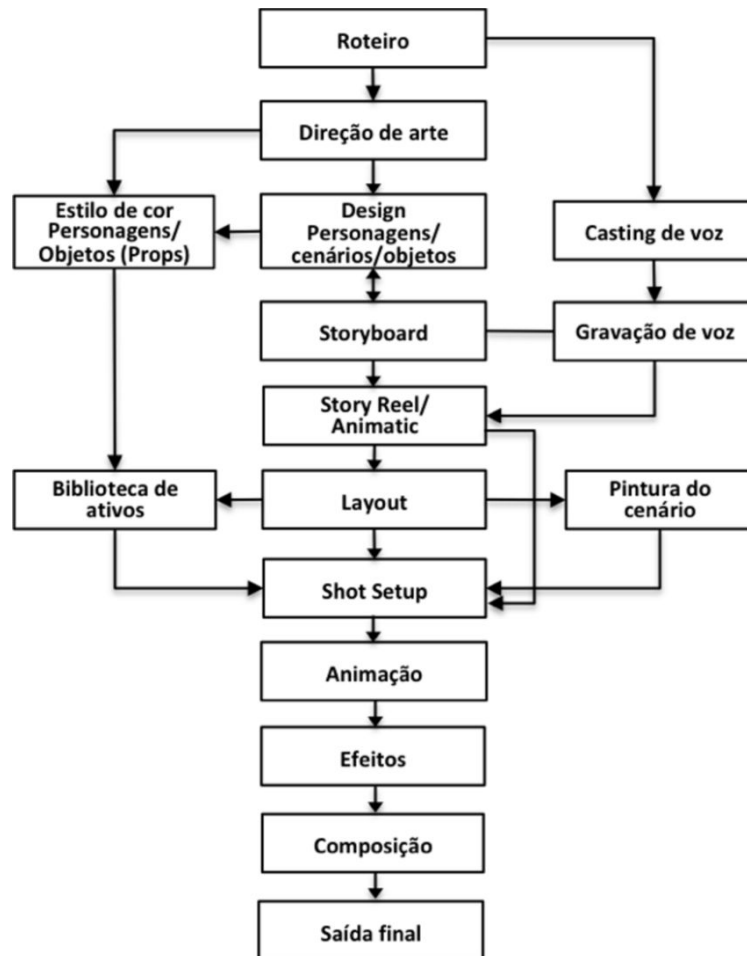 Roteiro
Direção de arte
Estilo de cor
Personagens/
Objetos (Props)
Design
Personagens/
cenários/objetos
Casting de voz
Storyboard
Gravação de voz
Story Reel/
Animatic
Biblioteca de
ativos
Layout
Pintura do
cenário
Shot Setup
Animação
Efeitos
Composição
Saída final